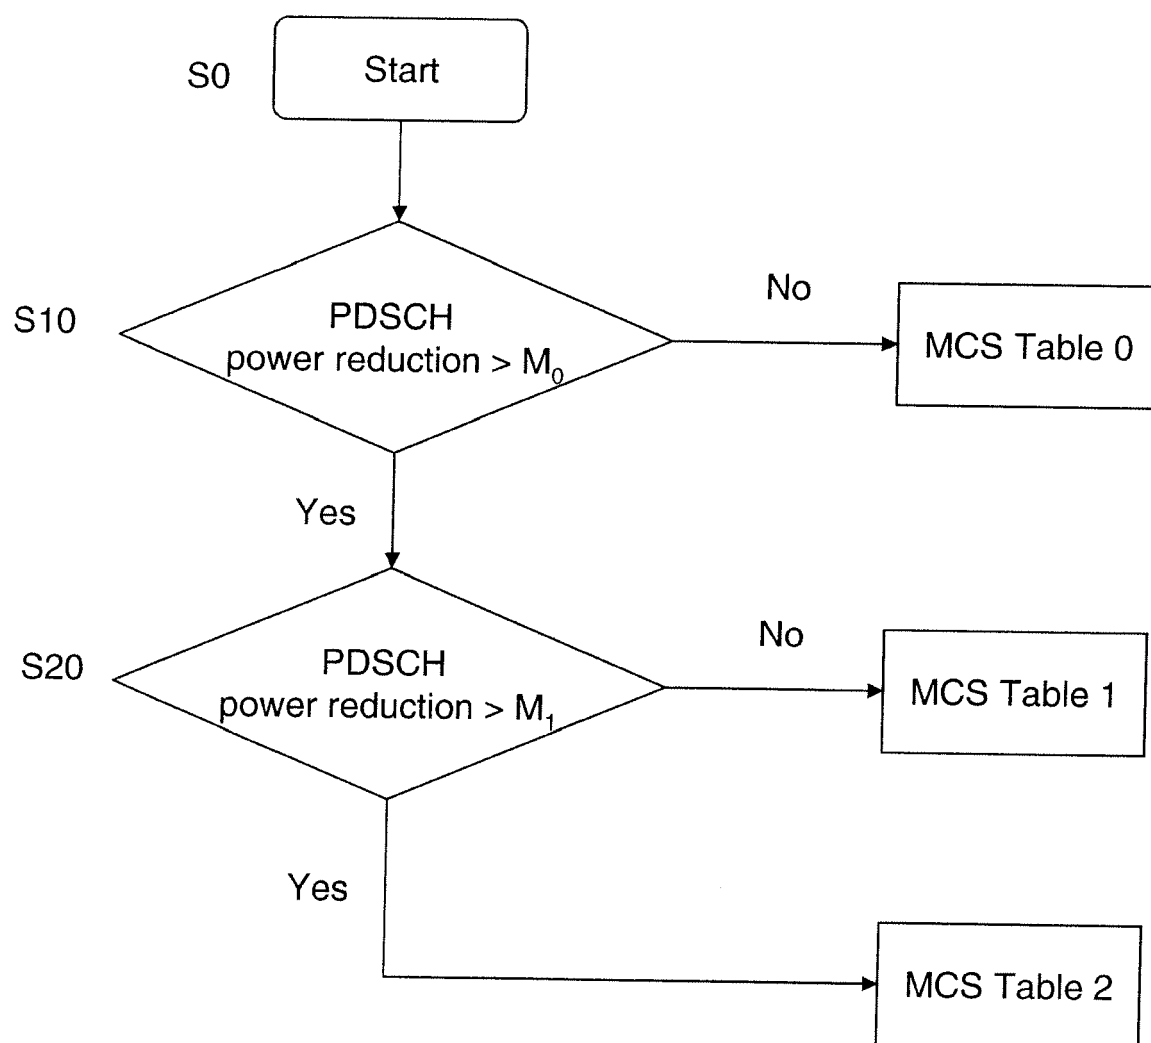 S0
Start
S10
PDSCH
power reduction > M₀
No
MCS Table 0
Yes
S20
PDSCH
power reduction > M₁
No
MCS Table 1
Yes
MCS Table 2